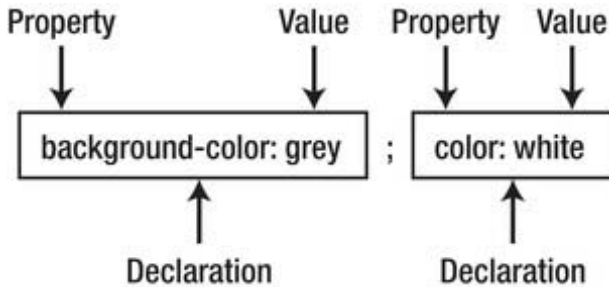 Property Value Property Value
background-color: grey ; color: white
Declaration Declaration